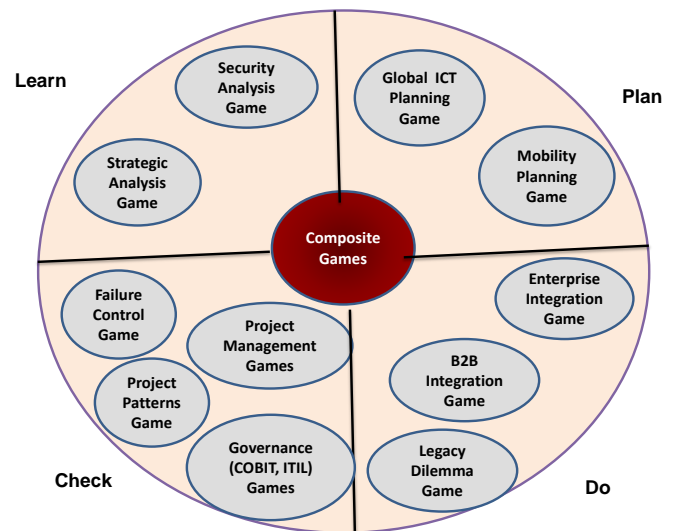 Learn
Security
Analysis
Game
Strategic
Analysis
Game
Global ICT
Planning
Game
Plan
Mobility
Planning
Game
Composite
Games
Failure
Control
Game
Project
Management
Games
Project
Patterns
Game
Governance
(COBIT, ITIL)
Games
Check
Enterprise
Integration
Game
B2B
Integration
Game
Legacy
Dilemma
Game
Do